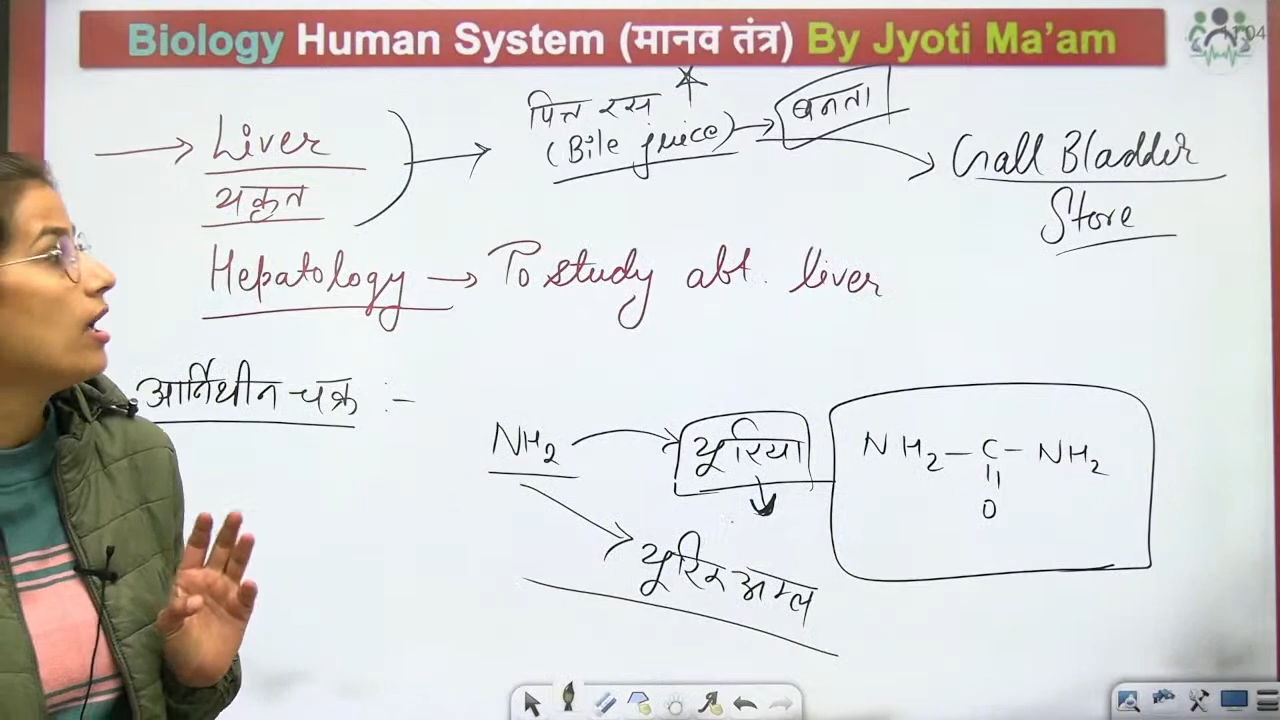 Biology Human System (मानव तंत्र) By Jyoti Ma'am
Liver
यकृत
पित्त रस
(Bile juice)
बनता
Gall Bladder
Store
Hepatology → To study abt. liver
आर्निथीन चक्र :-
NH2 → यूरिया
NH2-C-NH2
O
यूरिक अम्ल